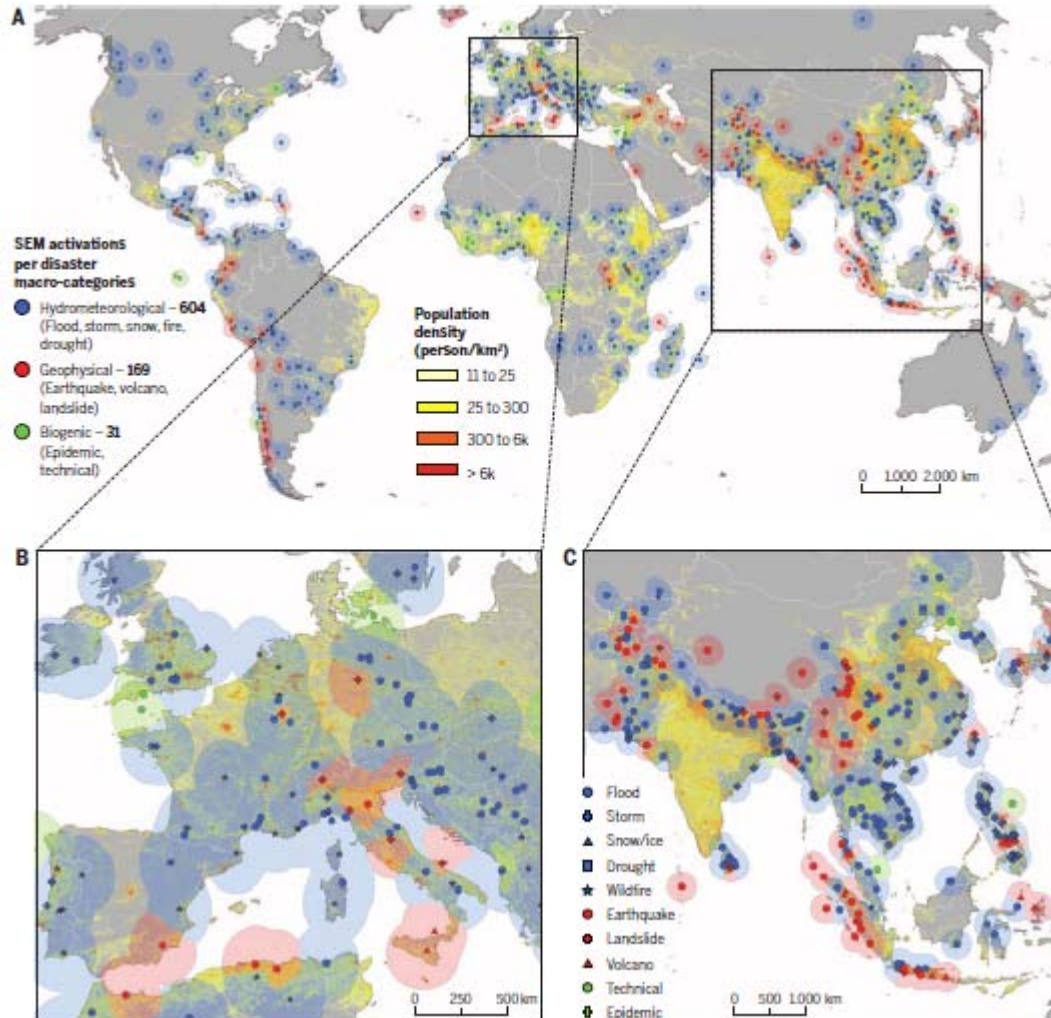 A
SEM activations
per disaster
macro-categories
Hydrometeorological – 604
(Flood, storm, snow, fire,
drought)
Geophysical – 169
(Earthquake, volcano,
landslide)
Biogenic – 31
(Epidemic,
technical)
Population
density
(person/km²)
11 to 25
25 to 300
300 to 6k
> 6k
0 1.000 2.000 km
B
0 250 500 km
C
Flood
Storm
Snow/ice
Drought
Wildfire
Earthquake
Landslide
Volcano
Technical
Epidemic
0 500 1.000 km